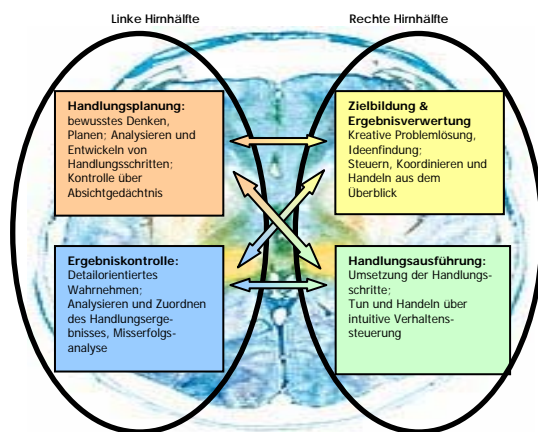 Linke Hirnhälfte
Rechte Hirnhälfte
Handlungsplanung:
bewusstes Denken,
Planen; Analysieren und
Entwickeln von
Handlungsschritten;
Kontrolle über
Absichtgedächtnis
Zielbildung &
Ergebnisverwertung
Kreative Problemlösung,
Ideenfindung;
Steuern, Koordinieren und
Handeln aus dem
Überblick
Ergebniskontrolle:
Detailorientiertes
Wahrnehmen;
Analysieren und Zuordnen
des Handlungserge-
bnisses, Misserfolgs-
analyse
Handlungsausführung:
Umsetzung der Handlungs-
schritte;
Tun und Handeln über
intuitive Verhaltens-
steuerung